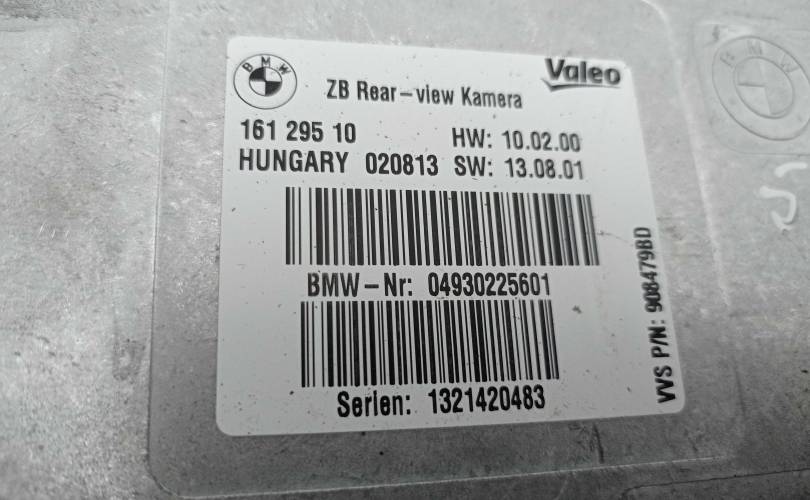 BMW
Valeo
ZB Rear-view Kamera
161 295 10 HW: 10.02.00
HUNGARY 020813 SW: 13.08.01
BMW-Nr: 04930225601
Serien: 1321420483
VVS P/N: 908479BD